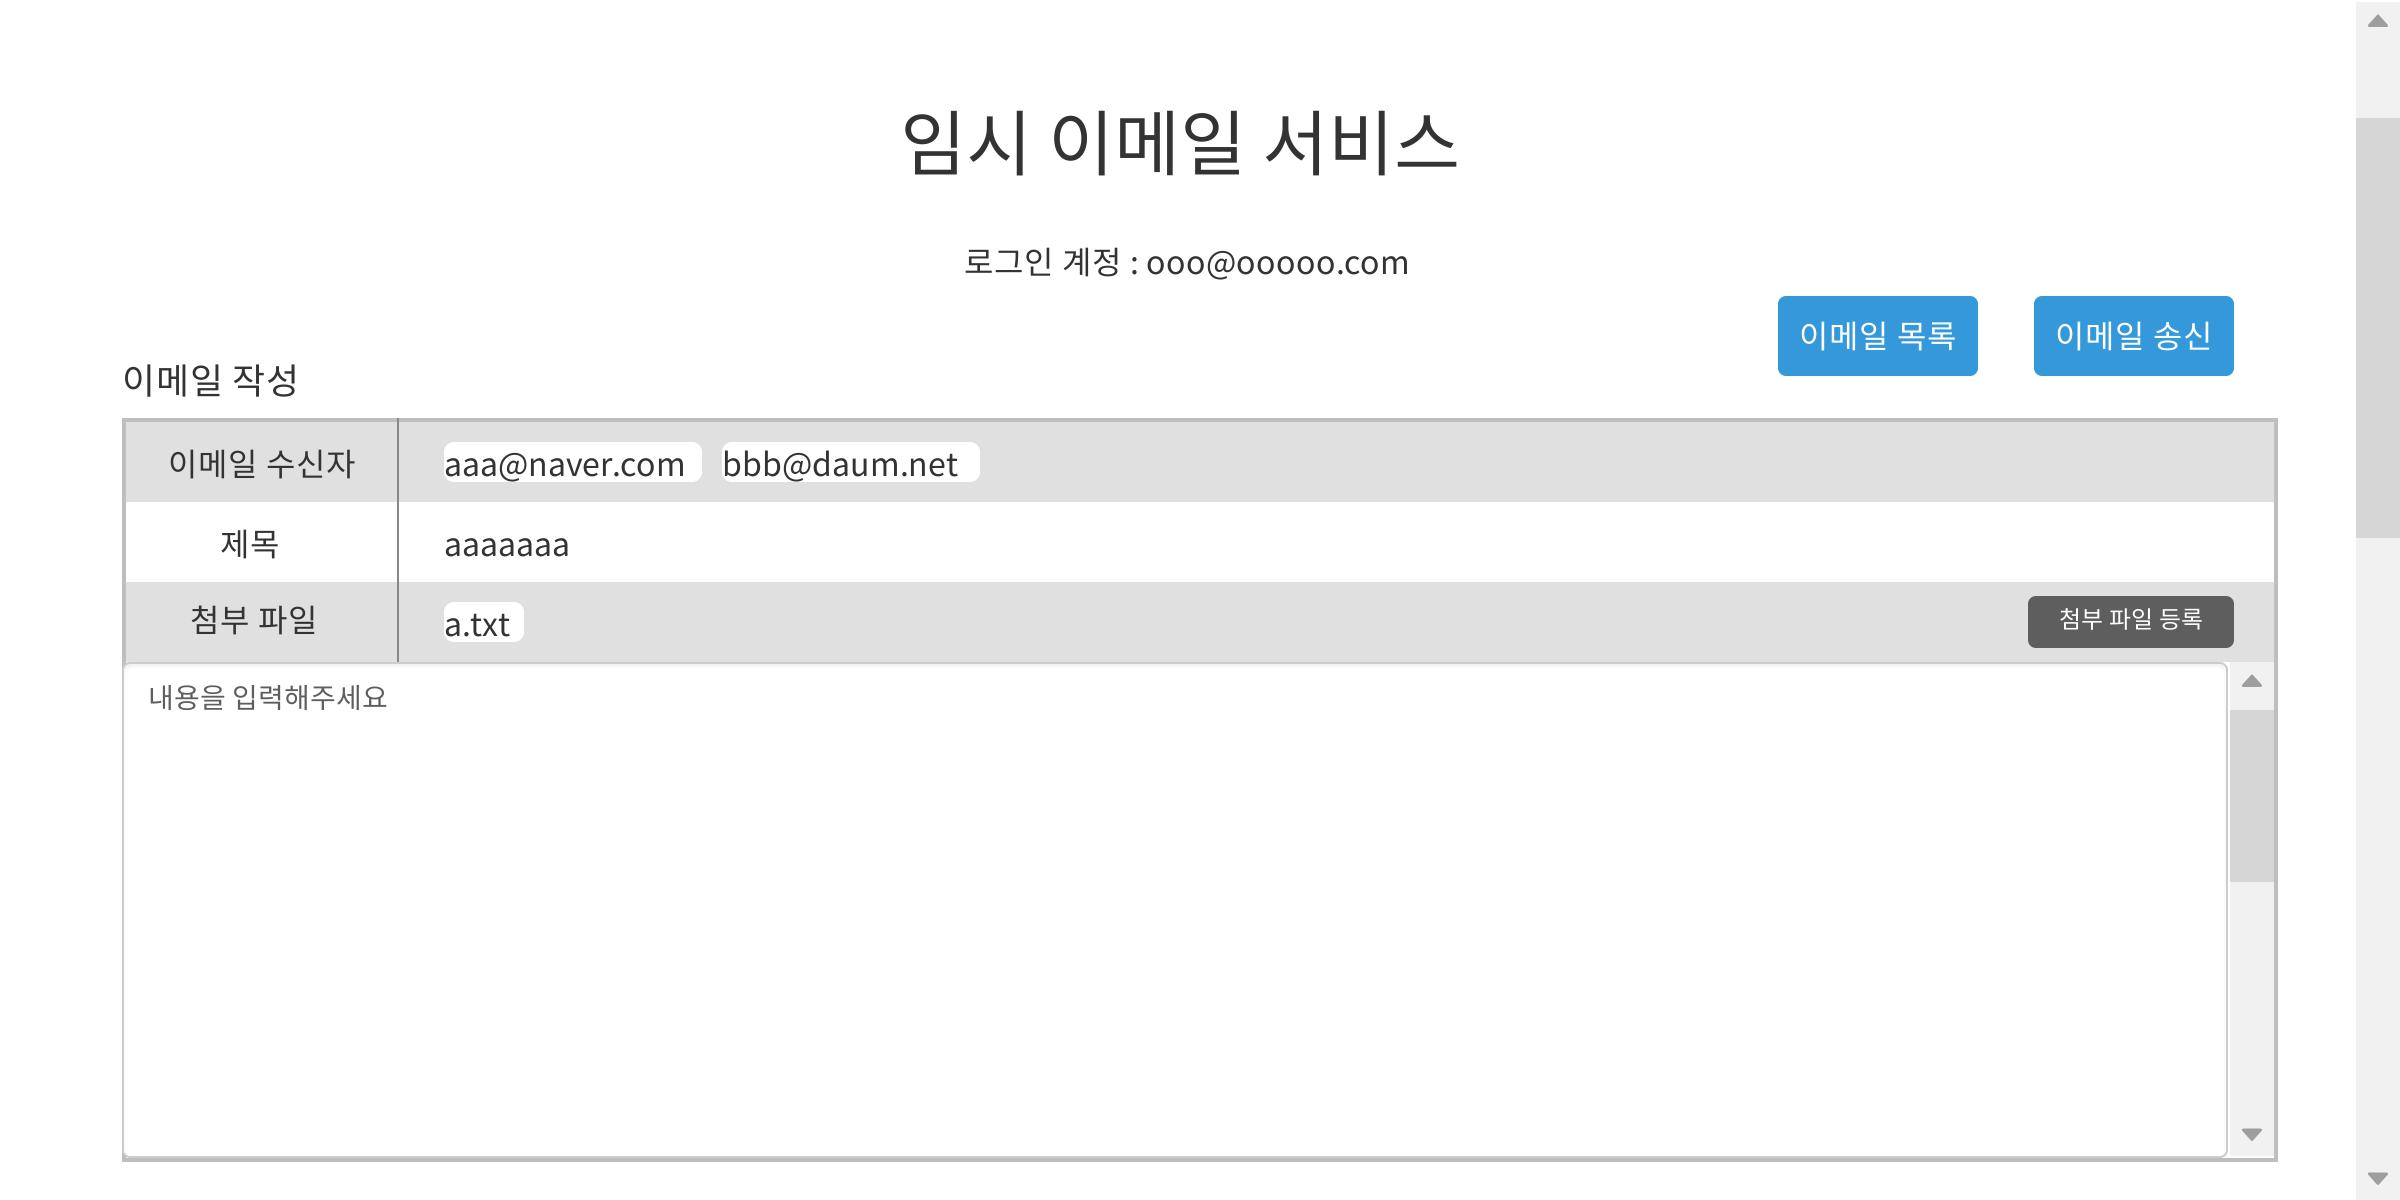 임시 이메일 서비스
로그인 계정 : ooo@ooooo.com
이메일 목록
이메일 송신
이메일 작성
이메일 수신자 aaa@naver.com bbb@daum.net
제목 aaaaaaa
첨부 파일 a.txt 첨부 파일 등록
내용을 입력해주세요